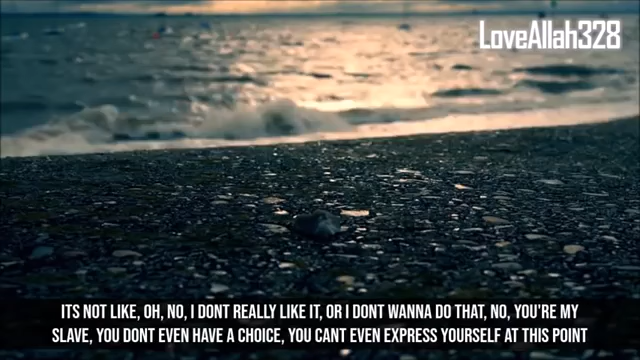 LoveAllah328
ITS NOT LIKE, OH, NO, I DONT REALLY LIKE IT, OR I DONT WANNA DO THAT, NO, YOU'RE MY
SLAVE, YOU DONT EVEN HAVE A CHOICE, YOU CANT EVEN EXPRESS YOURSELF AT THIS POINT